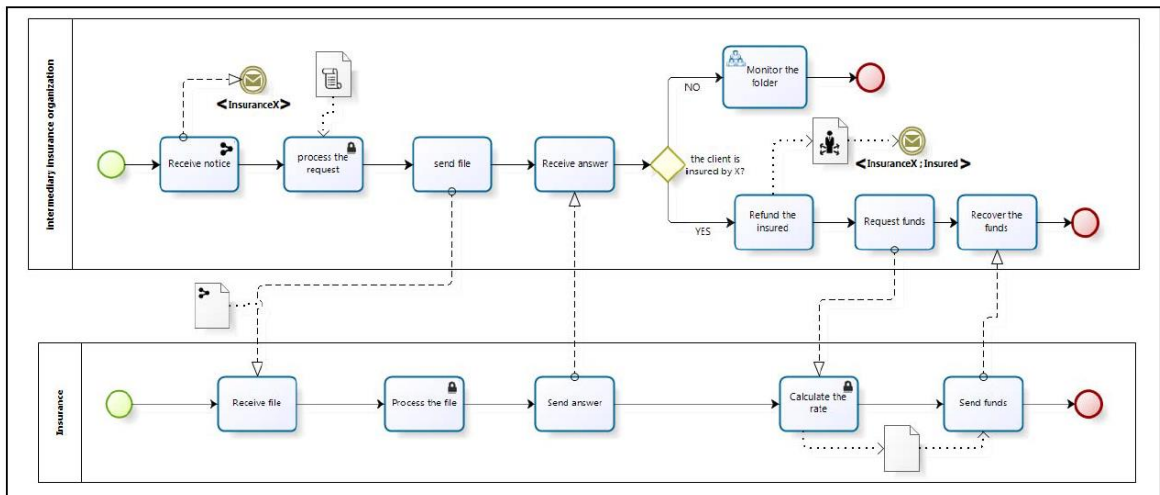 Intermediary insurance organization
<InsuranceX>
Receive notice
process the
request
send file
Receive answer
the client is
insured by X?
NO
Monitor the
folder
YES
Refund the
insured
<InsuranceX ; Insured>
Request funds
Recover the
funds
Insurance
Receive file
Process the file
Send answer
Calculate the
rate
Send funds